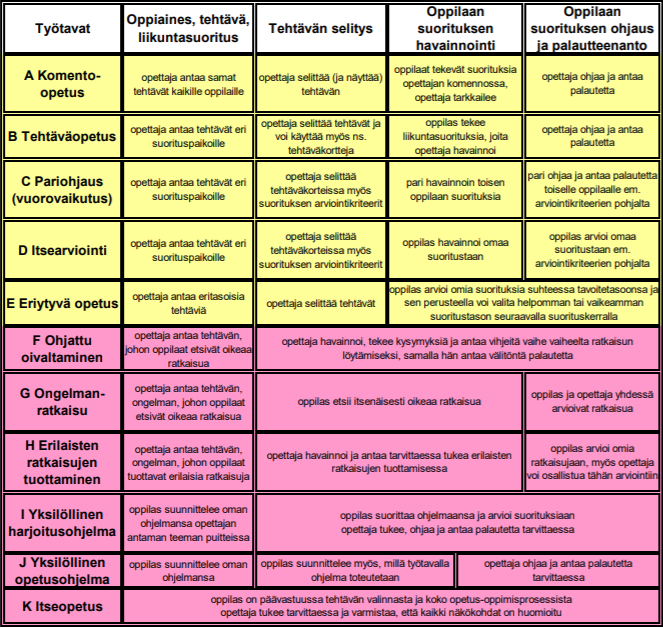 Työtavat
Oppiaines, tehtävä,
liikuntasuoritus
Tehtävän selitys
Oppilaan
suorituksen
havainnointi
Oppilaan
suorituksen ohjaus
ja palautteenanto
A Komento-
opetus
opettaja antaa samat
tehtävät kaikille oppilaille
opettaja selittää (ja näyttää)
tehtävän
oppilaat tekevät suorituksia
opettajan komennossa,
opettaja tarkkailee
opettaja ohjaa ja antaa
palautetta
B Tehtäväopetus
opettaja antaa tehtävät eri
suorituspaikoille
opettaja selittää tehtävät ja
voi käyttää myös ns.
tehtäväkortteja
oppilas tekee
liikuntasuorituksia, joita
opettaja havainnoi
opettaja ohjaa ja antaa
palautetta
C Pariohjaus
(vuorovaikutus)
opettaja antaa tehtävät eri
suorituspaikoille
opettaja selittää
tehtäväkorteissa myös
suorituksen arviointikriteerit
pari havainnoin toisen
oppilaan suorituksia
pari ohjaa ja antaa palautetta
toiselle oppilaalle em.
arviointikriteerien pohjalta
D Itsearviointi
opettaja antaa tehtävät eri
suorituspaikoille
opettaja selittää
tehtäväkorteissa myös
suorituksen arviointikriteerit
oppilas havainnoi omaa
suoritustaan
oppilas arvioi omaa
suoritustaan em.
arviointikriteerien pohjalta
E Eriytyvä opetus
opettaja antaa eritasoisia
tehtäviä
opettaja selittää tehtävät
oppilas arvioi omia suorituksia suhteessa tavoitetasoonsa ja
sen perusteella voi valita helpomman tai vaikeamman
suoritustason seuraavalla suorituskerralla
F Ohjattu
oivaltaminen
opettaja antaa tehtävän,
johon oppilaat etsivät oikeaa
ratkaisua
opettaja havainnoi, tekee kysymyksiä ja antaa vihjeitä vaihe vaiheelta ratkaisun
löytämiseksi, samalla hän antaa välitöntä palautetta
G Ongelman-
ratkaisu
opettaja antaa tehtävän,
ongelman, johon oppilaat
etsivät oikeaa ratkaisua
oppilas etsii itsenäisesti oikeaa ratkaisua
oppilas ja opettaja yhdessä
arvioivat ratkaisua
H Erilaisten
ratkaisujen
tuottaminen
opettaja antaa tehtävän,
ongelman, johon oppilaat
tuottavat erilaisia ratkaisuja
opettaja havainnoi ja antaa tarvittaessa tukea erilaisten
ratkaisujen tuottamisessa
oppilas arvioi omia
ratkaisujaan, myös opettaja
voi osallistua tähän arviointiin
I Yksilöllinen
harjoitusohjelma
oppilas suunnittelee oman
ohjelmansa opettajan
antaman teeman puitteissa
oppilas suorittaa ohjelmaansa ja arvioi suorituksiaan
opettaja tukee, ohjaa ja antaa palautetta tarvittaessa
J Yksilöllinen
opetusohjelma
oppilas suunnittelee oman
ohjelmansa
oppilas suunnittelee myös, millä työtavalla
ohjelma toteutetaan
opettaja ohjaa ja antaa palautetta
tarvittaessa
K Itseopetus
oppilas on päävastuussa tehtävän valinnasta ja koko opetus-oppimisprosessista
opettaja tukee tarvittaessa ja varmistaa, että kaikki näkökohdat on huomioitu